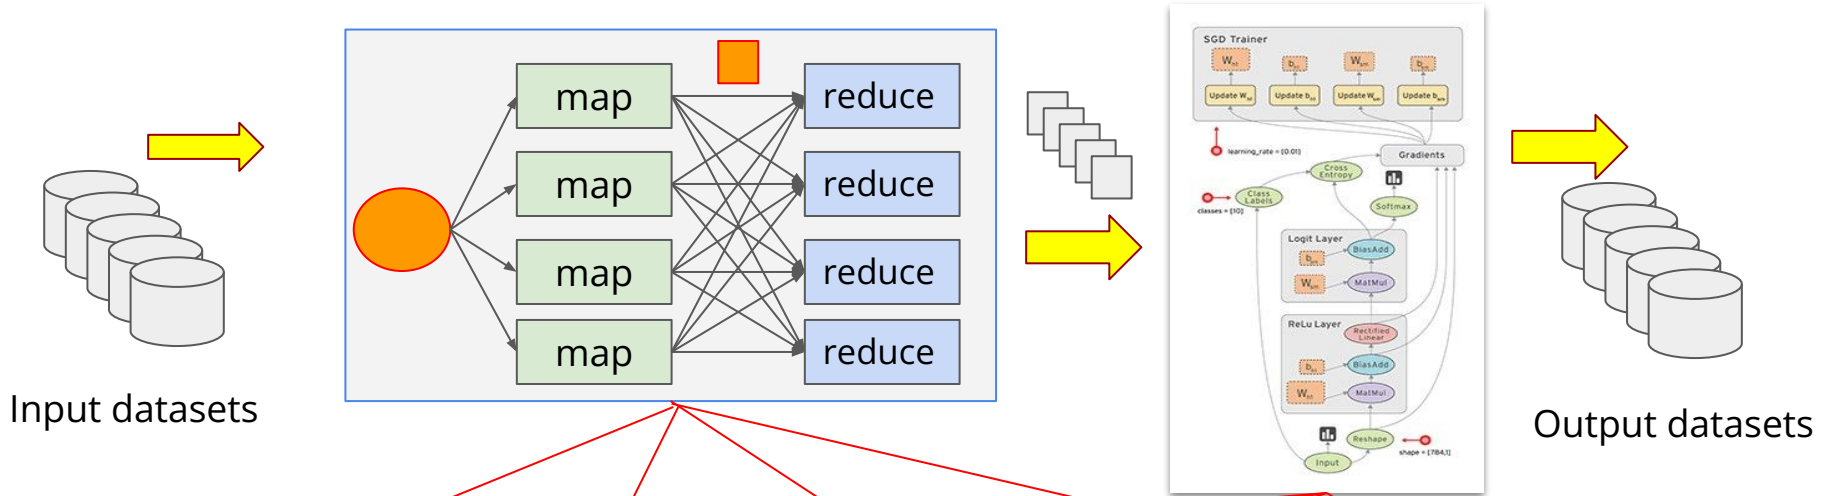 Input datasets
map
map
map
map
reduce
reduce
reduce
reduce
SGD Trainer
Update W
Update b
Update W
Update b
learning_rate = [0.01]
Gradients
Cross
Entropy
Class
Labels
classes = [10]
Softmax
Logit Layer
BiasAdd
MatMul
ReLu Layer
Rectified
Linear
BiasAdd
MatMul
Reshape
shape = [784,1]
Input
Output datasets